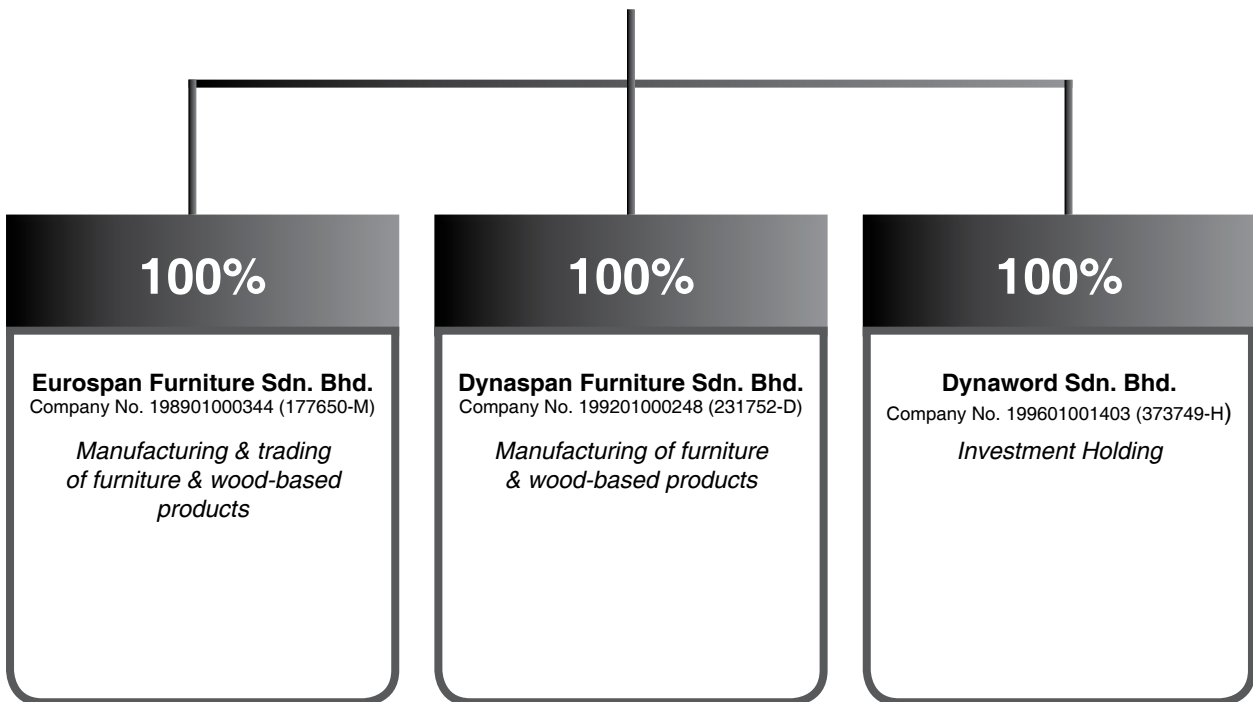 100%
Eurospan Furniture Sdn. Bhd.
Company No. 198901000344 (177650-M)
Manufacturing & trading
of furniture & wood-based
products
100%
Dynaspan Furniture Sdn. Bhd.
Company No. 199201000248 (231752-D)
Manufacturing of furniture
& wood-based products
100%
Dynaword Sdn. Bhd.
Company No. 199601001403 (373749-H)
Investment Holding